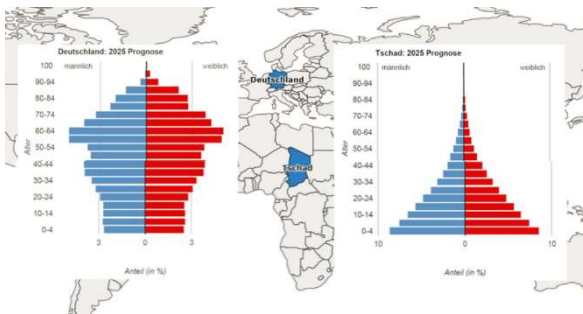 Deutschland: 2025 Prognose
männlich
weiblich
100
90-94
80-84
70-74
60-64
50-54
40-44
30-34
20-24
10-14
0-4
Alter
3
0
3
Anteil (in %)
Deutschland
Tschad
Tschad: 2025 Prognose
männlich
weiblich
100
90-94
80-84
70-74
60-64
50-54
40-44
30-34
20-24
10-14
0-4
Alter
10
0
10
Anteil (in %)